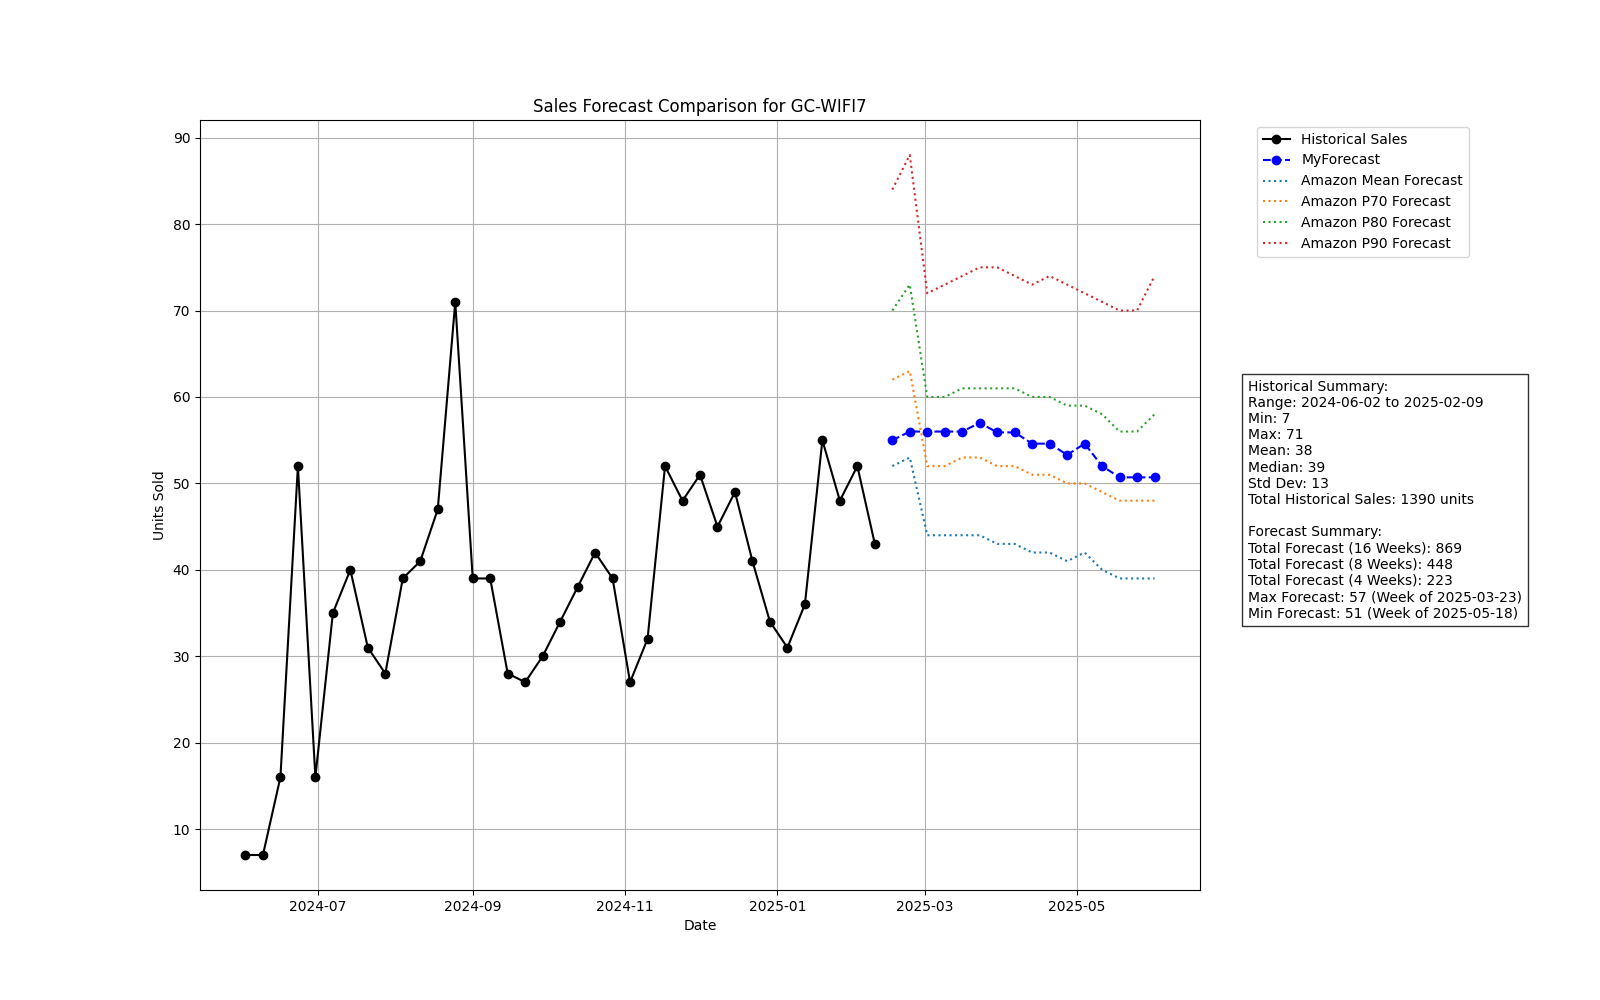 Sales Forecast Comparison for GC-WIFI7
90
80
70
60
50
40
30
20
10
Units Sold
2024-07
2024-09
2024-11
2025-01
2025-03
2025-05
Date
Historical Sales
MyForecast
Amazon Mean Forecast
Amazon P70 Forecast
Amazon P80 Forecast
Amazon P90 Forecast
Historical Summary:
Range: 2024-06-02 to 2025-02-09
Min: 7
Max: 71
Mean: 38
Median: 39
Std Dev: 13
Total Historical Sales: 1390 units
Forecast Summary:
Total Forecast (16 Weeks): 869
Total Forecast (8 Weeks): 448
Total Forecast (4 Weeks): 223
Max Forecast: 57 (Week of 2025-03-23)
Min Forecast: 51 (Week of 2025-05-18)